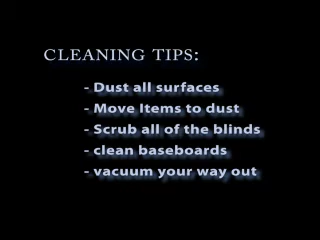 CLEANING TIPS:
- Dust all surfaces
- Move Items to dust
- Scrub all of the blinds
- clean baseboards
- vacuum your way out